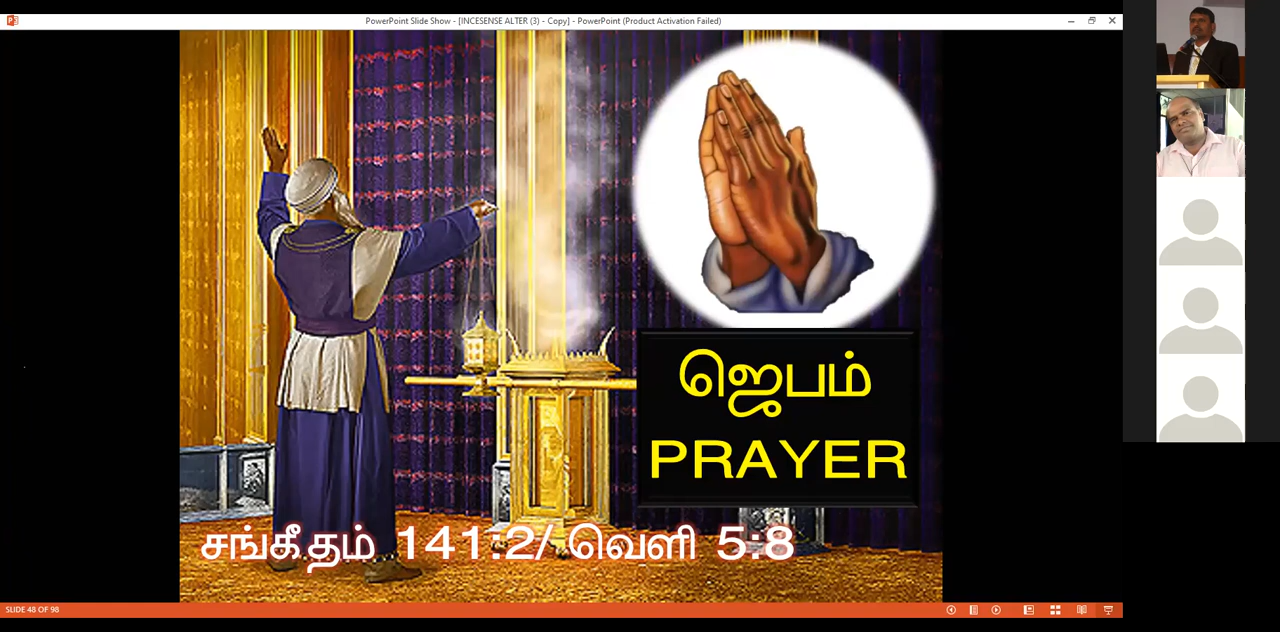 PowerPoint Slide Show - [INCESENSE ALTER (3) - Copy] - PowerPoint (Product Activation Failed)
ஜெபம்
PRAYER
சங்கீதம் 141:2/ வெளி 5:8
SLIDE 48 OF 98